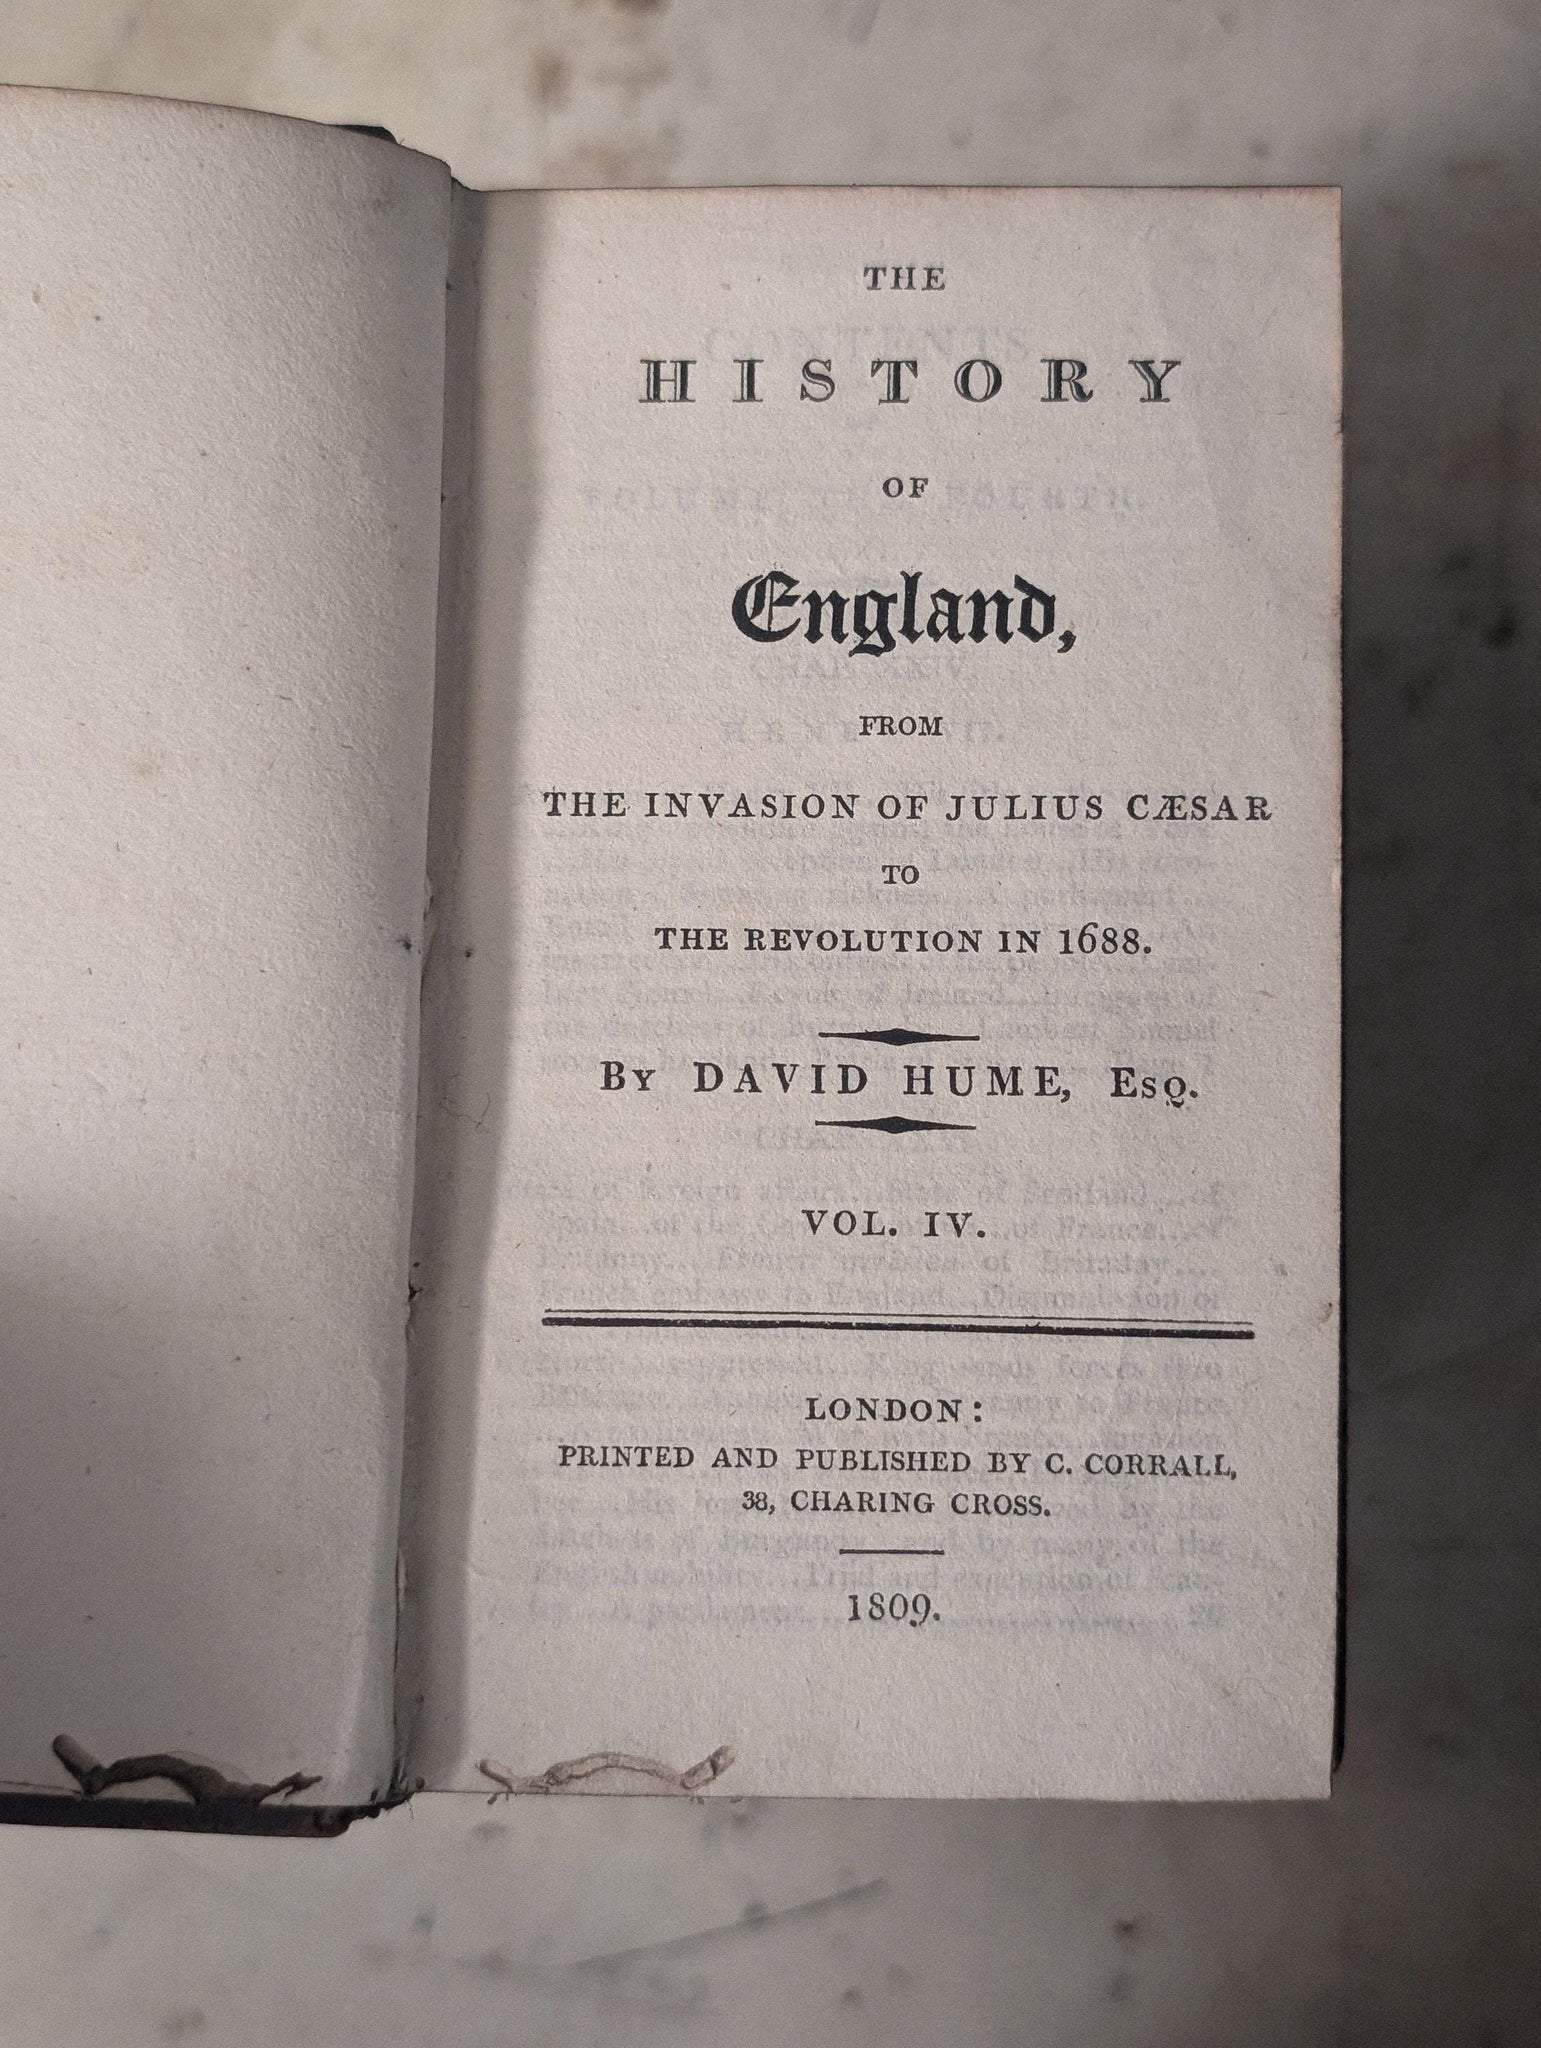 THE
HISTORY
OF
England,
FROM
THE INVASION OF JULIUS CÆSAR
TO
THE REVOLUTION IN 1688.
By DAVID HUME, Esq.
VOL. IV.
LONDON:
PRINTED AND PUBLISHED BY C. CORRALL,
38, CHARING CROSS.
1809.